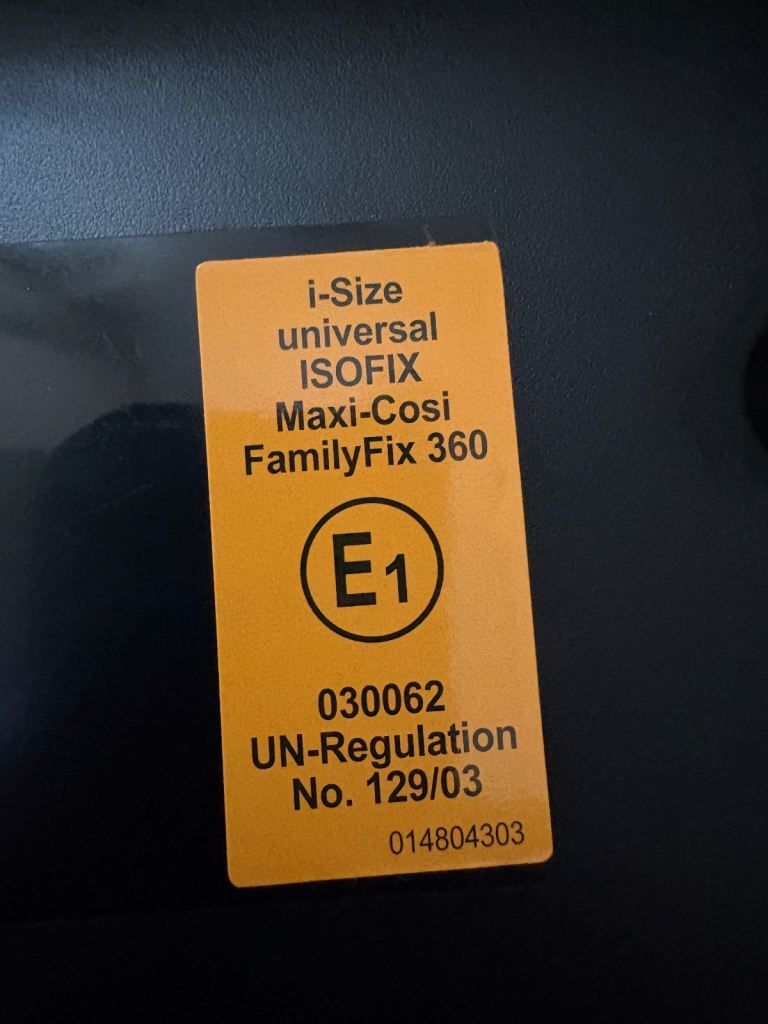 i-Size
universal
ISOFIX
Maxi-Cosi
FamilyFix 360
E1
030062
UN-Regulation
No. 129/03
014804303